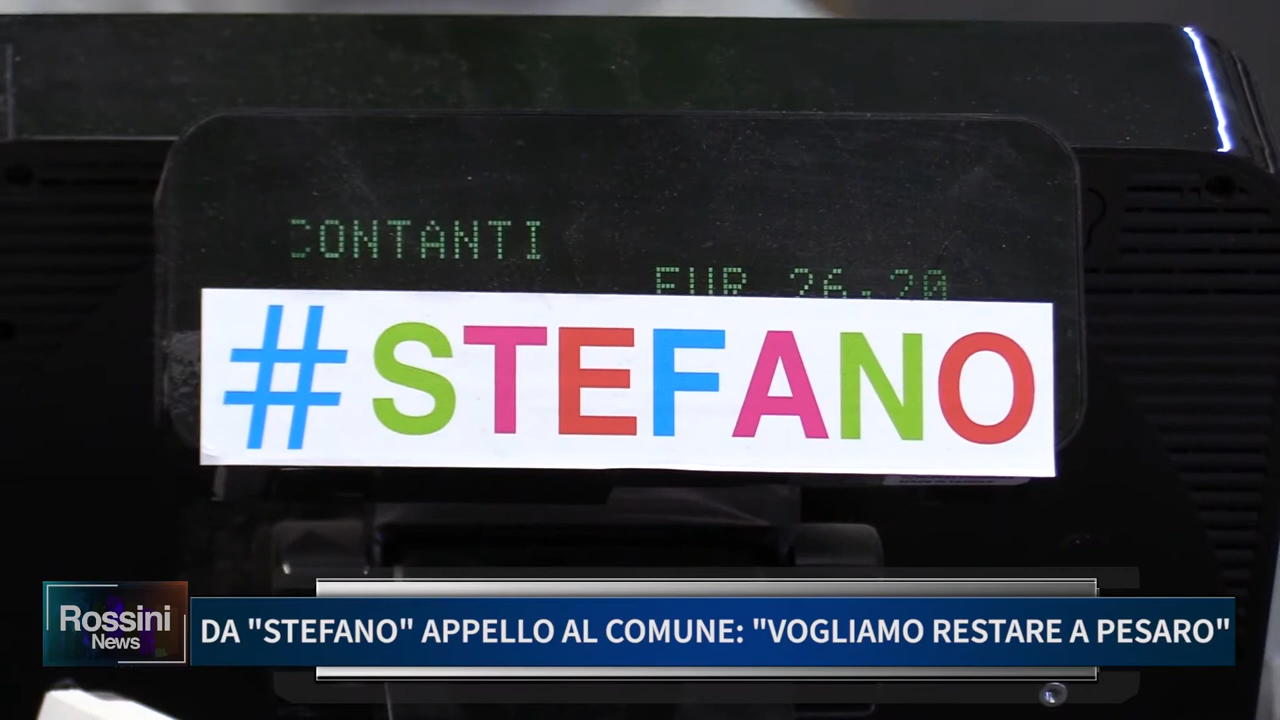 CONTANTI
EUR 26.20
#STEFANO
Rossini
News
DA "STEFANO" APPELLO AL COMUNE: "VOGLIAMO RESTARE A PESARO"